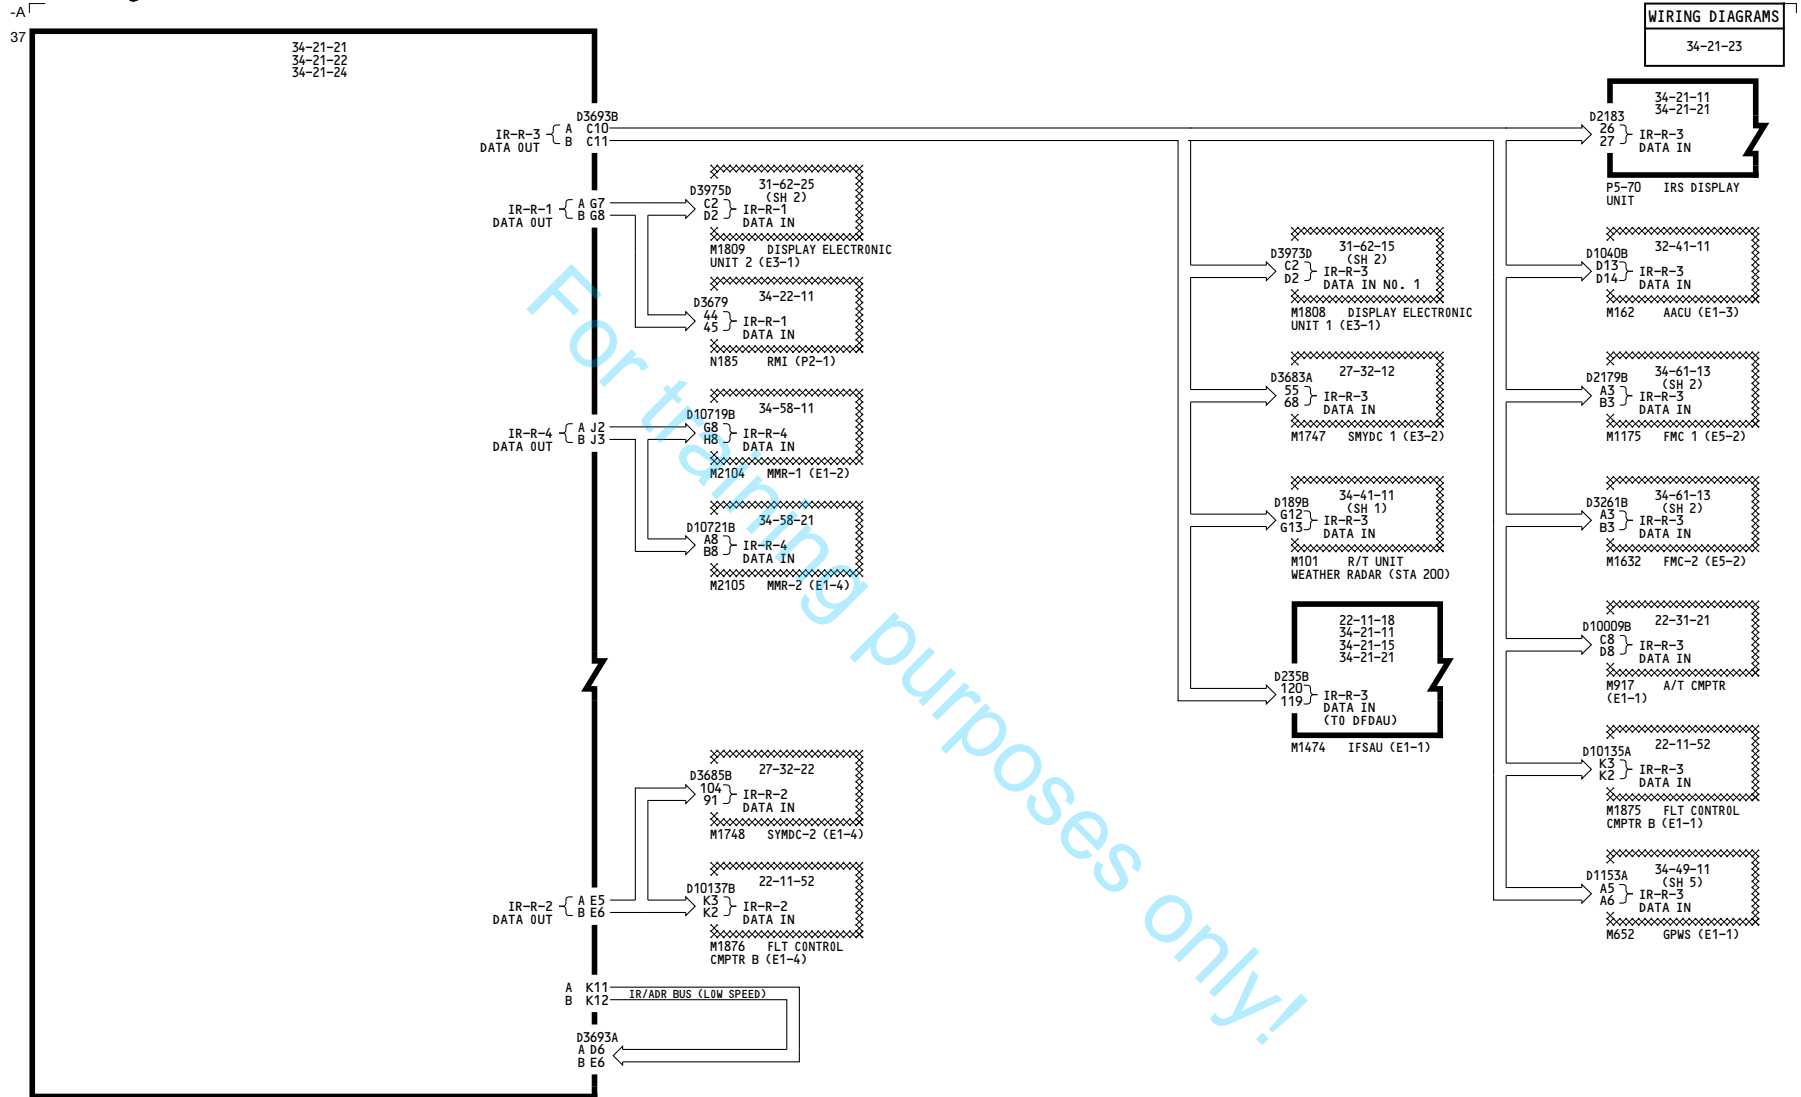 -A
37
WIRING DIAGRAMS
34-21-23
34-21-21
34-21-22
34-21-24
D3693B
IR-R-3 A C10
DATA OUT B C11
IR-R-1 A G7
DATA OUT B G8
IR-R-4 A J2
DATA OUT B J3
IR-R-2 A E5
DATA OUT B E6
A K11
B K12
IR/ADR BUS (LOW SPEED)
D3693A
A D6
B E6
D3975D
31-62-25
(SH 2)
C2
D2
IR-R-1
DATA IN
M1809 DISPLAY ELECTRONIC
UNIT 2 (E3-1)
D3679
34-22-11
44
45
IR-R-1
DATA IN
N185 RMI (P2-1)
D10719B
34-58-11
G8
H8
IR-R-4
DATA IN
M2104 MMR-1 (E1-2)
D10721B
34-58-21
A8
B8
IR-R-4
DATA IN
M2105 MMR-2 (E1-4)
D3685B
27-32-22
104
91
IR-R-2
DATA IN
M1748 SYMDC-2 (E1-4)
D10137B
22-11-52
K3
K2
IR-R-2
DATA IN
M1876 FLT CONTROL
CMPTR B (E1-4)
D3973D
31-62-15
(SH 2)
C2
D2
IR-R-3
DATA IN NO. 1
M1808 DISPLAY ELECTRONIC
UNIT 1 (E3-1)
D3683A
27-32-12
55
68
IR-R-3
DATA IN
M1747 SMYDC 1 (E3-2)
D189B
34-41-11
(SH 1)
G12
G13
IR-R-3
DATA IN
M101 R/T UNIT
WEATHER RADAR (STA 200)
22-11-18
34-21-11
34-21-15
34-21-21
D235B
120
119
IR-R-3
DATA IN
(TO DFDAU)
M1474 IFSAU (E1-1)
34-21-11
34-21-21
D2183
26
27
IR-R-3
DATA IN
P5-70 IRS DISPLAY
UNIT
D1040B
32-41-11
D13
D14
IR-R-3
DATA IN
M162 AACU (E1-3)
D2179B
34-61-13
(SH 2)
A3
B3
IR-R-3
DATA IN
M1175 FMC 1 (E5-2)
D3261B
34-61-13
(SH 2)
A3
B3
IR-R-3
DATA IN
M1632 FMC-2 (E5-2)
D10009B
22-31-21
C8
D8
IR-R-3
DATA IN
M917 A/T CMPTR
(E1-1)
D10135A
22-11-52
K3
K2
IR-R-3
DATA IN
M1875 FLT CONTROL
CMPTR B (E1-1)
D1153A
34-49-11
(SH 5)
A5
A6
IR-R-3
DATA IN
M652 GPWS (E1-1)
For training purposes only!